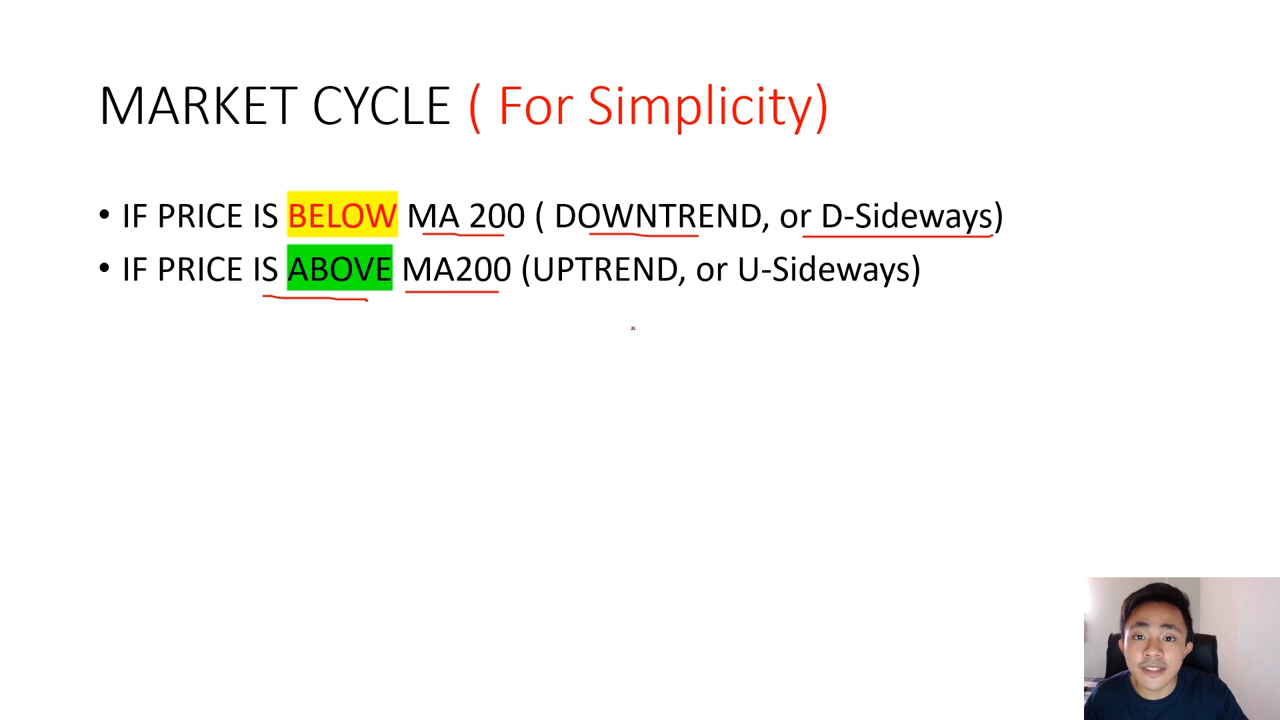 MARKET CYCLE ( For Simplicity)
• IF PRICE IS BELOW MA 200 ( DOWNTREND, or D-Sideways)
• IF PRICE IS ABOVE MA200 (UPTREND, or U-Sideways)